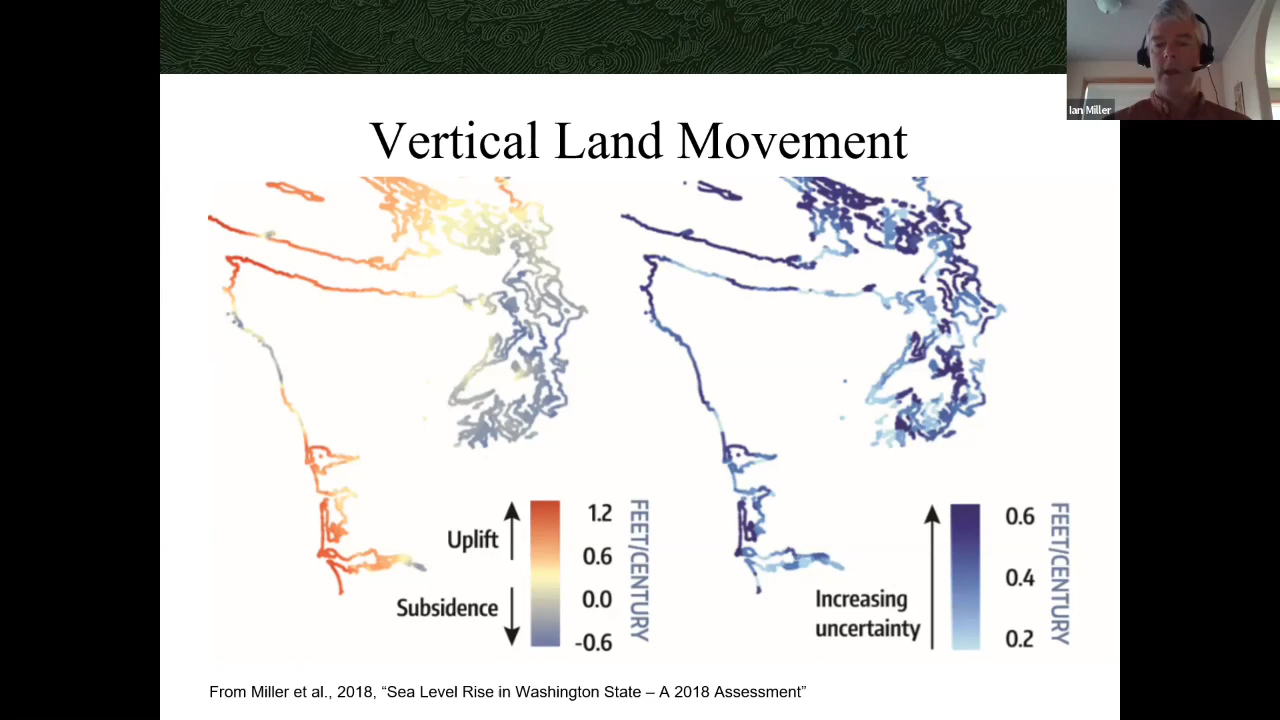 Ian Miller
Vertical Land Movement
Uplift
Subsidence
1.2
0.6
0.0
-0.6
FEET/CENTURY
Increasing
uncertainty
0.6
0.4
0.2
FEET/CENTURY
From Miller et al., 2018, “Sea Level Rise in Washington State – A 2018 Assessment”